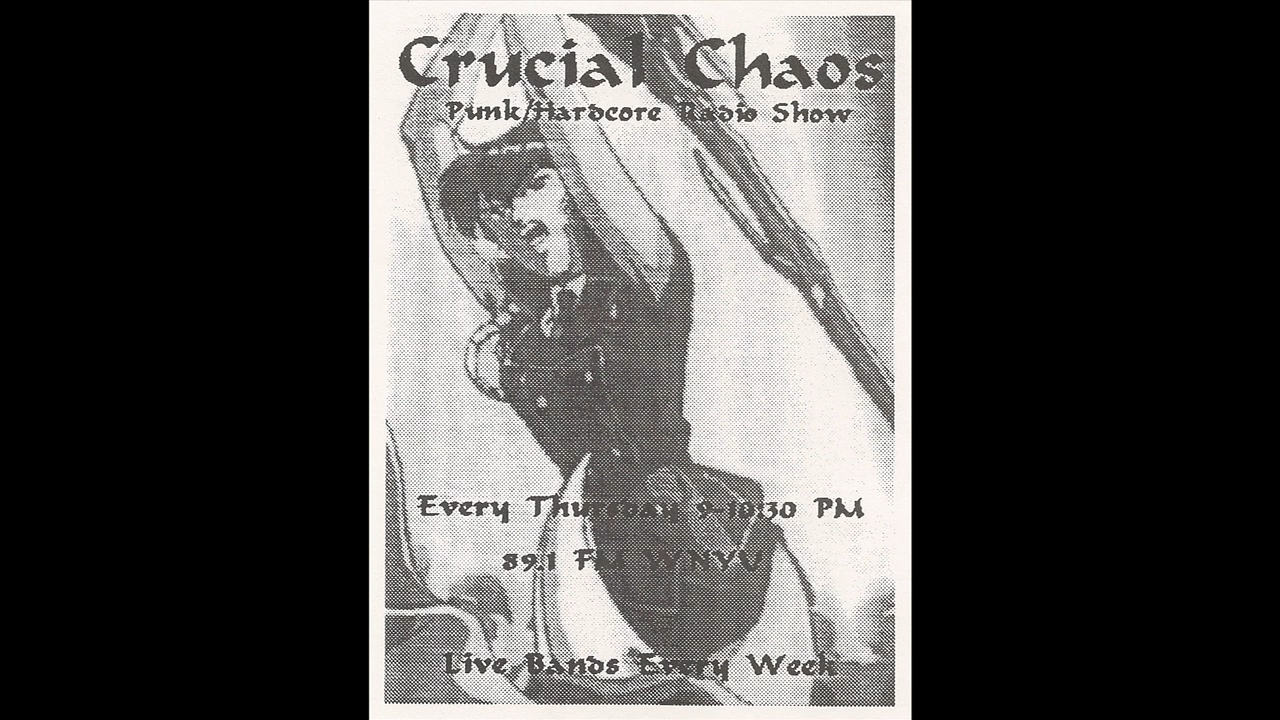 Crucial Chaos
Punk/Hardcore Radio Show
Every Thursday 9-10:30 PM
89.1 FM WNYU
Live Bands Every Week